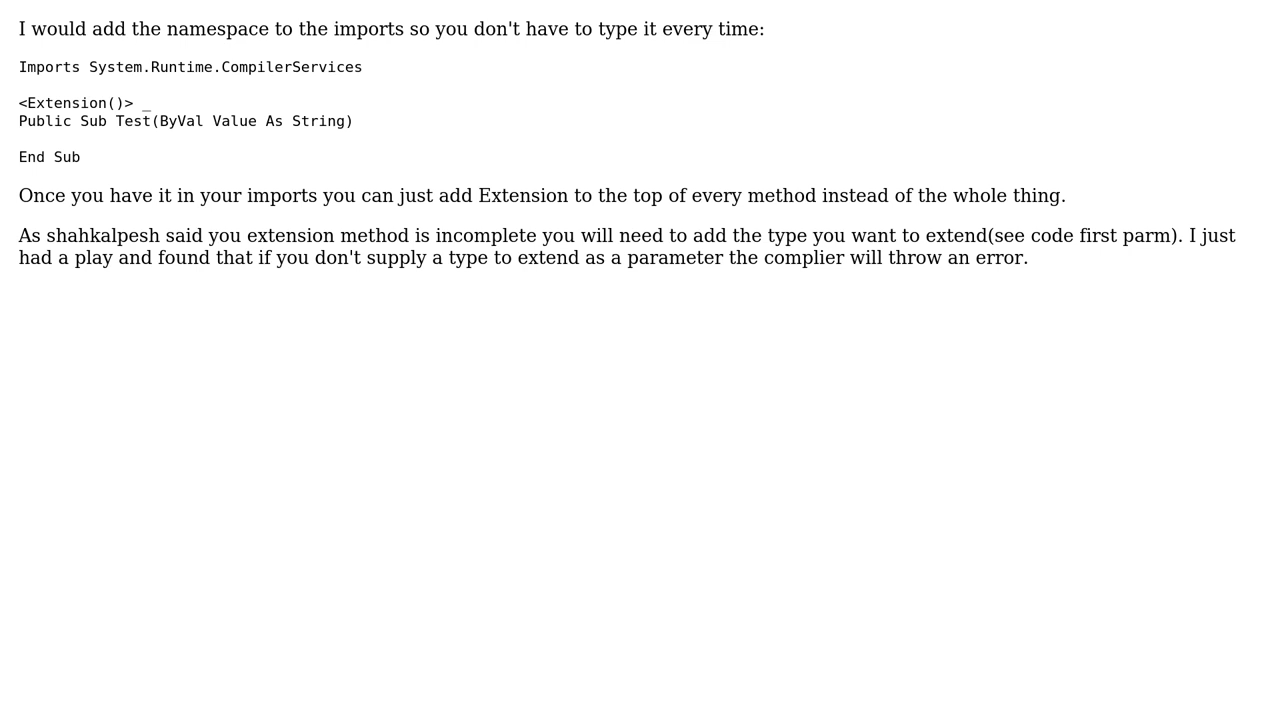 I would add the namespace to the imports so you don't have to type it every time:
Imports System.Runtime.CompilerServices
<Extension()> _
Public Sub Test(ByVal Value As String)
End Sub
Once you have it in your imports you can just add Extension to the top of every method instead of the whole thing.
As shahkalpesh said you extension method is incomplete you will need to add the type you want to extend(see code first parm). I just
had a play and found that if you don't supply a type to extend as a parameter the complier will throw an error.